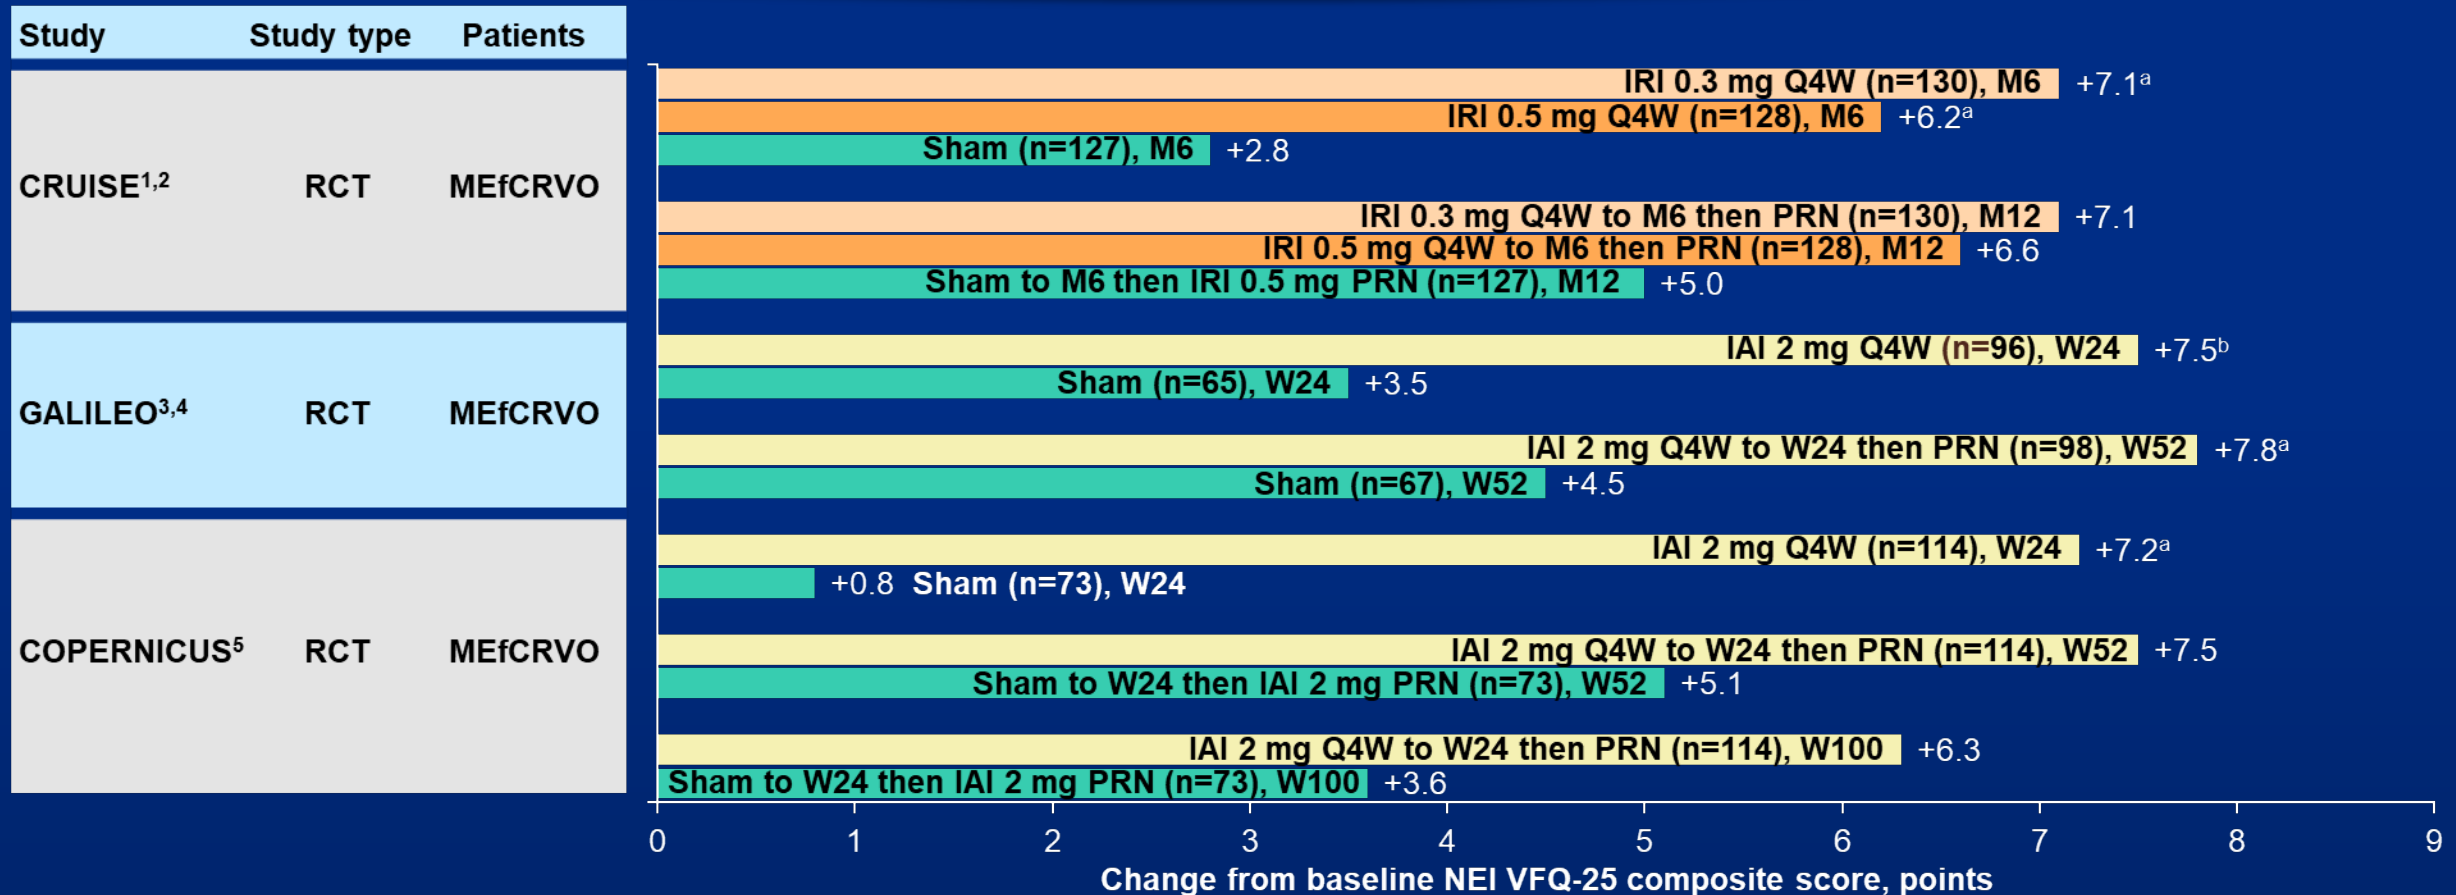 Study Study type Patients
IRI 0.3 mg Q4W (n=130), M6 +7.1ᵃ
IRI 0.5 mg Q4W (n=128), M6 +6.2ᵃ
Sham (n=127), M6 +2.8
CRUISE¹,² RCT MEfCRVO
IRI 0.3 mg Q4W to M6 then PRN (n=130), M12 +7.1
IRI 0.5 mg Q4W to M6 then PRN (n=128), M12 +6.6
Sham to M6 then IRI 0.5 mg PRN (n=127), M12 +5.0
IAI 2 mg Q4W (n=96), W24 +7.5ᵇ
Sham (n=65), W24 +3.5
GALILEO³,⁴ RCT MEfCRVO
IAI 2 mg Q4W to W24 then PRN (n=98), W52 +7.8ᵃ
Sham (n=67), W52 +4.5
IAI 2 mg Q4W (n=114), W24 +7.2ᵃ
+0.8 Sham (n=73), W24
COPERNICUS⁵ RCT MEfCRVO
IAI 2 mg Q4W to W24 then PRN (n=114), W52 +7.5
Sham to W24 then IAI 2 mg PRN (n=73), W52 +5.1
IAI 2 mg Q4W to W24 then PRN (n=114), W100 +6.3
Sham to W24 then IAI 2 mg PRN (n=73), W100 +3.6
0 1 2 3 4 5 6 7 8 9
Change from baseline NEI VFQ-25 composite score, points